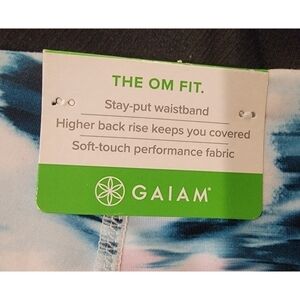 THE OM FIT.
Stay-put waistband
Higher back rise keeps you covered
Soft-touch performance fabric
GAIAM